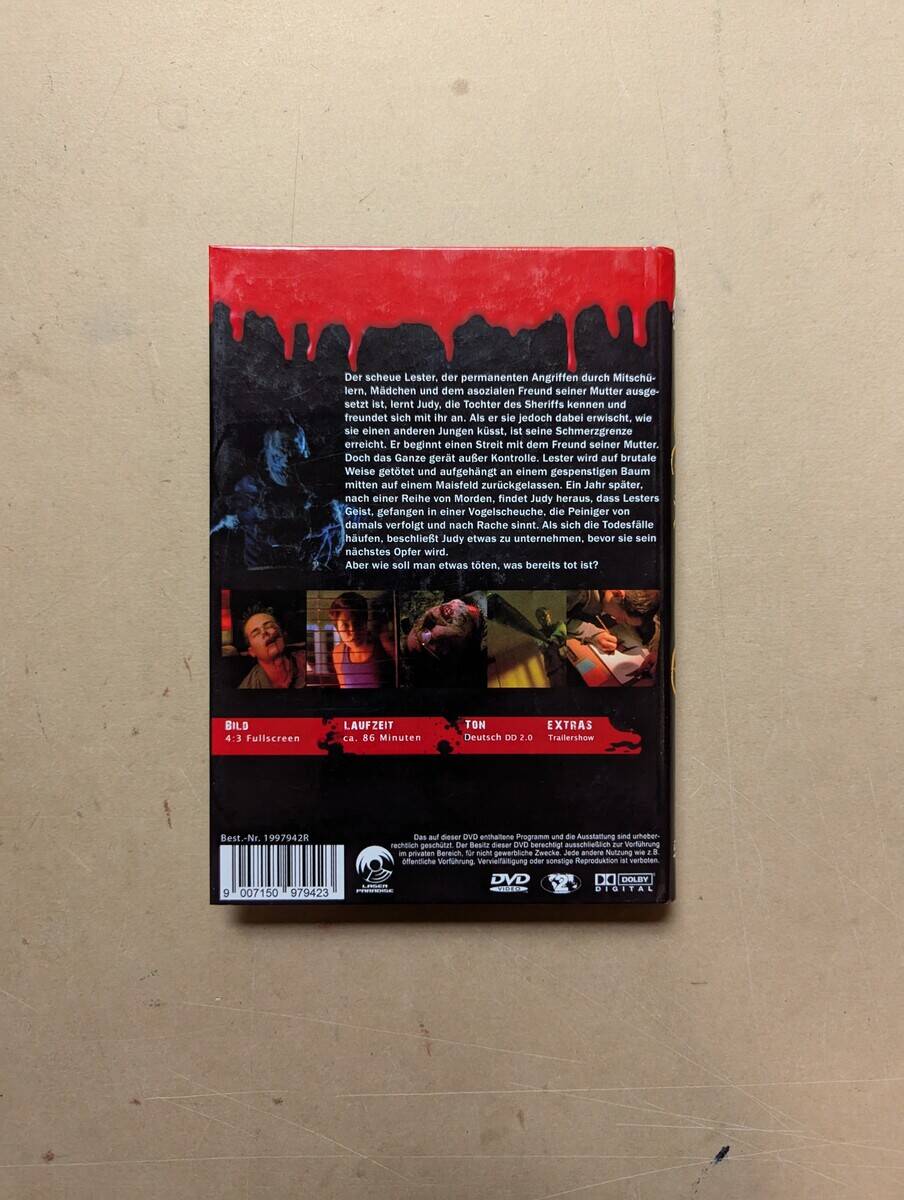 Der scheue Lester, der permanenten Angriffen durch Mitschü-
lern, Mädchen und dem asozialen Freund seiner Mutter ausge-
setzt ist, lernt Judy, die Tochter des Sheriffs kennen und
freundet sich mit ihr an. Als er sie jedoch dabei erwischt, wie
sie einen anderen Jungen küsst, ist seine Schmerzgrenze
erreicht. Er beginnt einen Streit mit dem Freund seiner Mutter.
Doch das Ganze gerät außer Kontrolle. Lester wird auf brutale
Weise getötet und aufgehängt an einem gespenstigen Baum
mitten auf einem Maisfeld zurückgelassen. Ein Jahr später,
nach einer Reihe von Morden, findet Judy heraus, dass Lesters
Geist, gefangen in einer Vogelscheuche, die Peiniger von
damals verfolgt und nach Rache sinnt. Als sich die Todesfälle
häufen, beschließt Judy etwas zu unternehmen, bevor sie sein
nächstes Opfer wird.
Aber wie soll man etwas töten, was bereits tot ist?
BILD
4:3 Fullscreen
LAUFZEIT
ca. 86 Minuten
TON
Deutsch DD 2.0
EXTRAS
Trailershow
Best.-Nr. 1997942R
9 007150 979423
LASER
PARADISE
Das auf dieser DVD enthaltene Programm und die Ausstattung sind urheber-
rechtlich geschützt. Der Besitz dieser DVD berechtigt ausschließlich zur Vorführung
im privaten Bereich, für nicht gewerbliche Zwecke. Jede andere Nutzung wie z.B.
öffentliche Vorführung, Vervielfältigung oder sonstige Reproduktion ist verboten.
DVD
VIDEO
2
DOLBY
DIGITAL